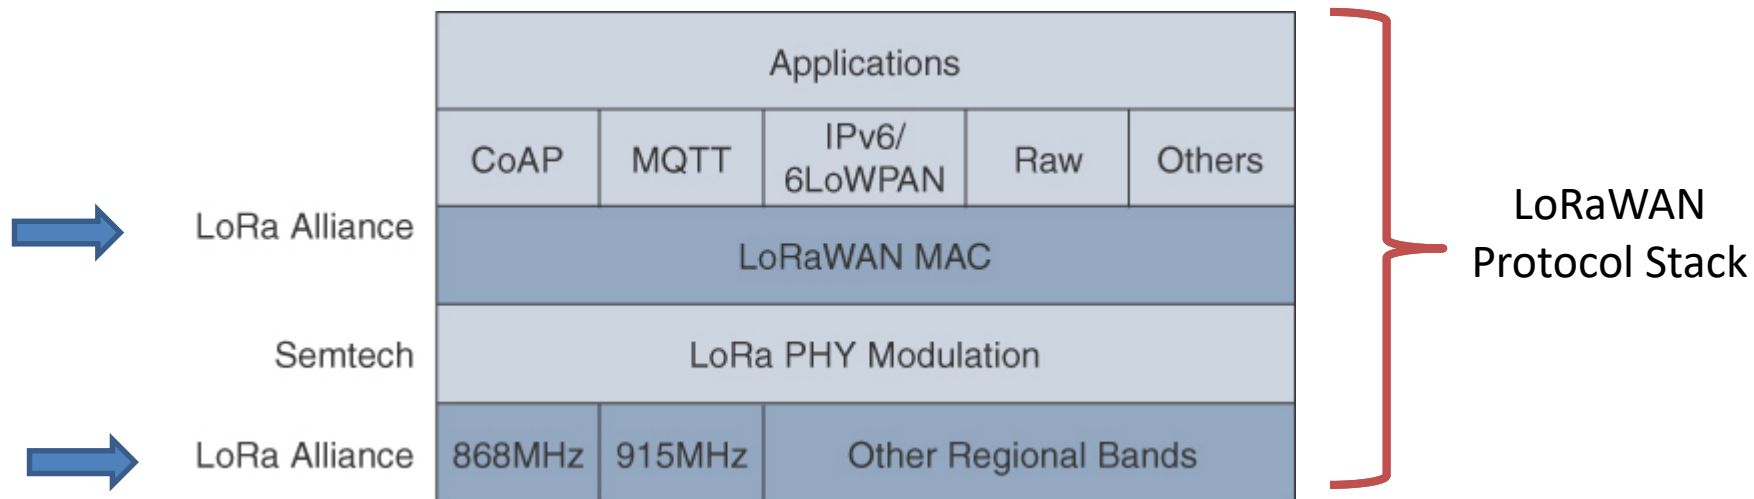 Applications
CoAP
MQTT
IPv6/
6LoWPAN
Raw
Others
LoRa Alliance
LoRaWAN MAC
Semtech
LoRa PHY Modulation
LoRa Alliance
868MHz
915MHz
Other Regional Bands
LoRaWAN
Protocol Stack